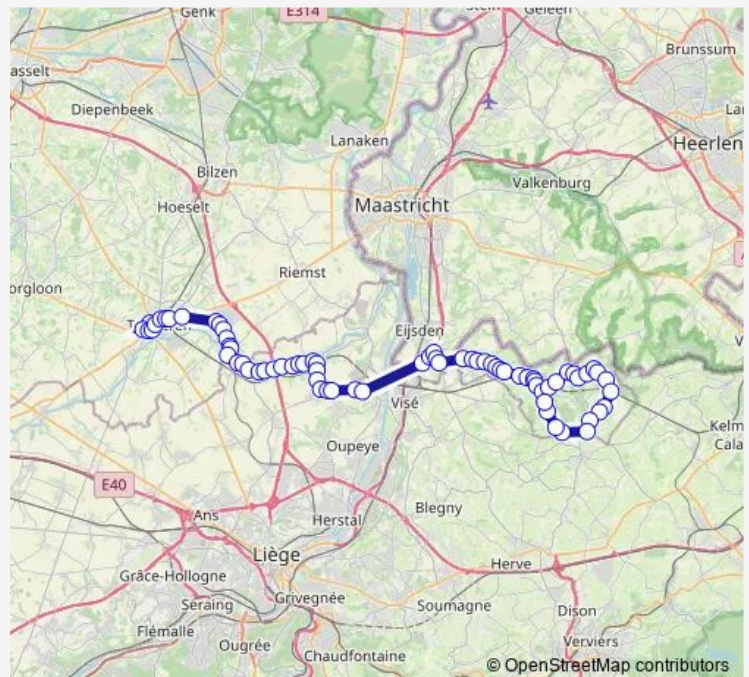 Genk
E314
Geleen
Brunssum
asselt
Diepenbeek
Lanaken
Heerlen
Bilzen
Valkenburg
Hoeselt
Maastricht
orgloon
Riemst
Eijsden
Visé
Kelm
Cala
Oupeye
E40
Ans
Herstal
Blegny
Liège
Herve
Grâce-Hollogne
Grivegnée
Soumagne
Dison
Seraing
Flémalle
Verviers
Ougrée
Chaudfontaine
© OpenStreetMap contributors